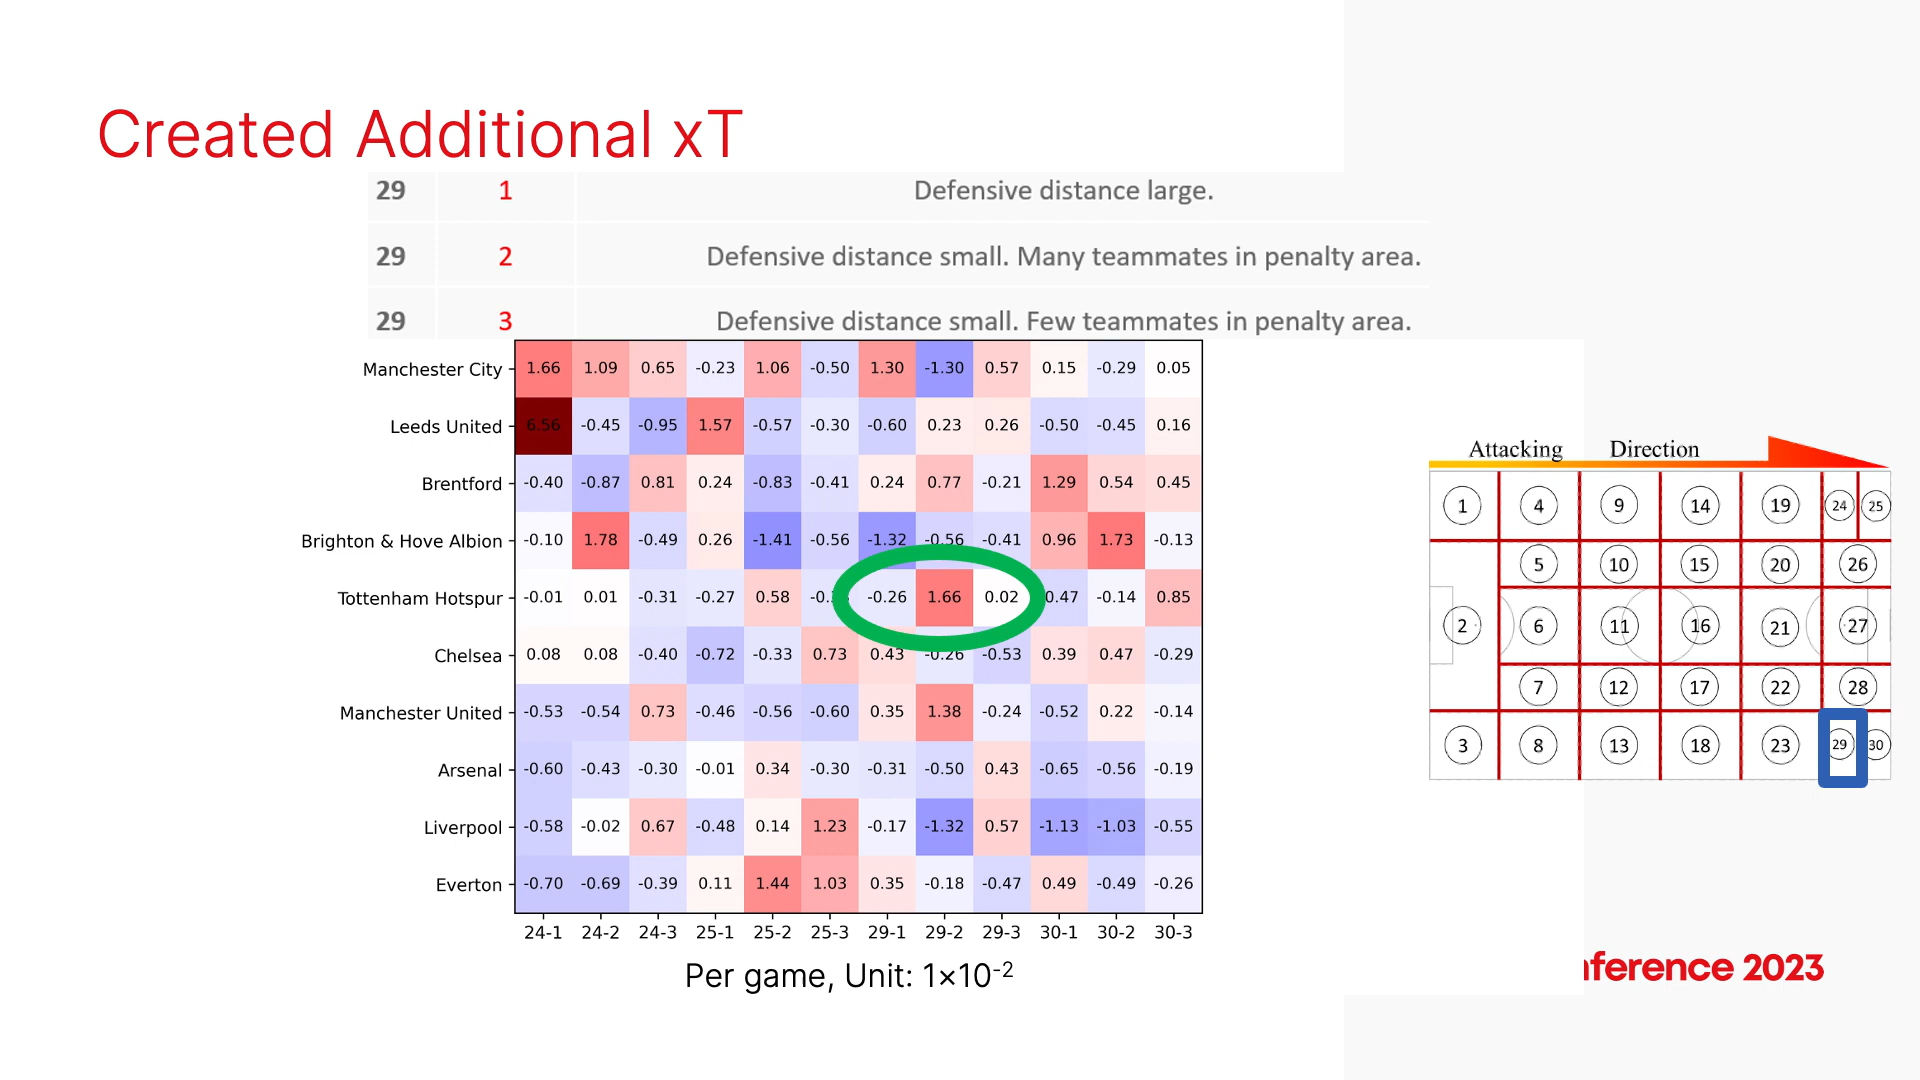 Created Additional xT
29 1 Defensive distance large.
29 2 Defensive distance small. Many teammates in penalty area.
29 3 Defensive distance small. Few teammates in penalty area.
Manchester City 1.66 1.09 0.65 -0.23 1.06 -0.50 1.30 -1.30 0.57 0.15 -0.29 0.05
Leeds United 6.56 -0.45 -0.95 1.57 -0.57 -0.30 -0.60 0.23 0.26 -0.50 -0.45 0.16
Brentford -0.40 -0.87 0.81 0.24 -0.83 -0.41 0.24 0.77 -0.21 1.29 0.54 0.45
Brighton & Hove Albion -0.10 1.78 -0.49 0.26 -1.41 -0.56 -1.32 -0.56 -0.41 0.96 1.73 -0.13
Tottenham Hotspur -0.01 0.01 -0.31 -0.27 0.58 -0.26 1.66 0.02 0.47 -0.14 0.85
Chelsea 0.08 0.08 -0.40 -0.72 -0.33 0.73 0.43 -0.26 -0.53 0.39 0.47 -0.29
Manchester United -0.53 -0.54 0.73 -0.46 -0.56 -0.60 0.35 1.38 -0.24 -0.52 0.22 -0.14
Arsenal -0.60 -0.43 -0.30 -0.01 0.34 -0.30 -0.31 -0.50 0.43 -0.65 -0.56 -0.19
Liverpool -0.58 -0.02 0.67 -0.48 0.14 1.23 -0.17 -1.32 0.57 -1.13 -1.03 -0.55
Everton -0.70 -0.69 -0.39 0.11 1.44 1.03 0.35 -0.18 -0.47 0.49 -0.49 -0.26
24-1 24-2 24-3 25-1 25-2 25-3 29-1 29-2 29-3 30-1 30-2 30-3
Per game, Unit: 1×10⁻²
Attacking Direction
1 4 9 14 19 24 25
5 10 15 20 26
2 6 11 16 21 27
7 12 17 22 28
3 8 13 18 23 29 30
nference 2023